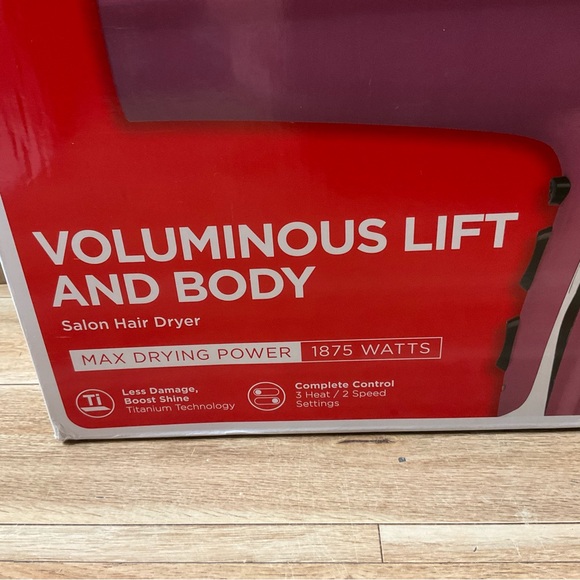 VOLUMINOUS LIFT
AND BODY
Salon Hair Dryer
MAX DRYING POWER 1875 WATTS
Ti
Less Damage,
Boost Shine
Titanium Technology
Complete Control
3 Heat / 2 Speed
Settings